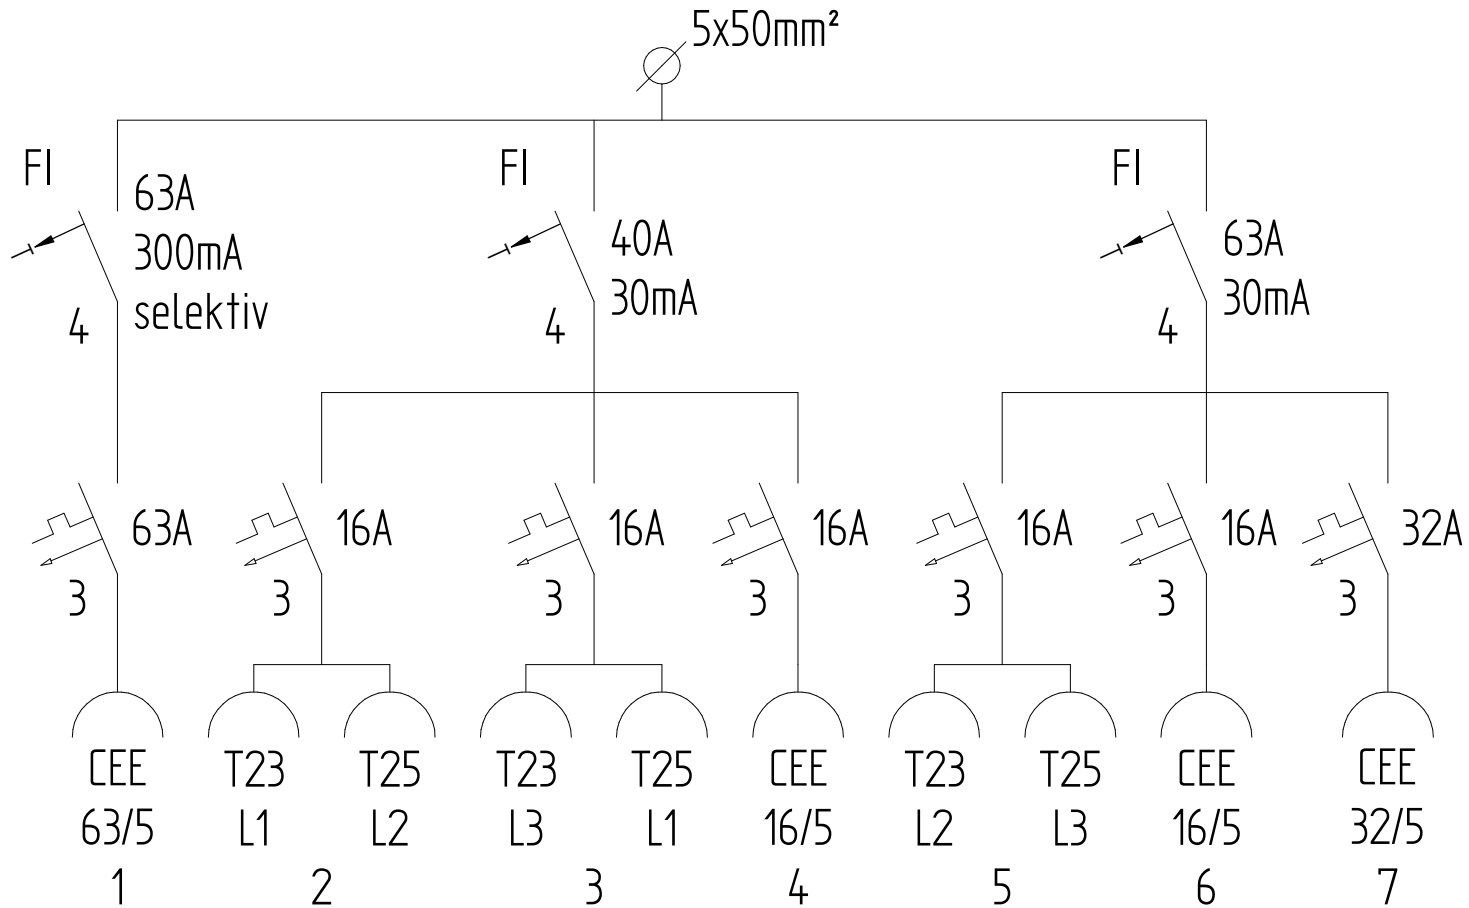 5x50mm²
FI
63A
300mA
selektiv
4
FI
40A
30mA
4
FI
63A
30mA
4
63A
3
16A
3
16A
3
16A
3
16A
3
16A
3
32A
3
CEE T23 T25 T23 T25 CEE T23 T25 CEE CEE
63/5 L1 L2 L3 L1 16/5 L2 L3 16/5 32/5
1 2 3 4 5 6 7